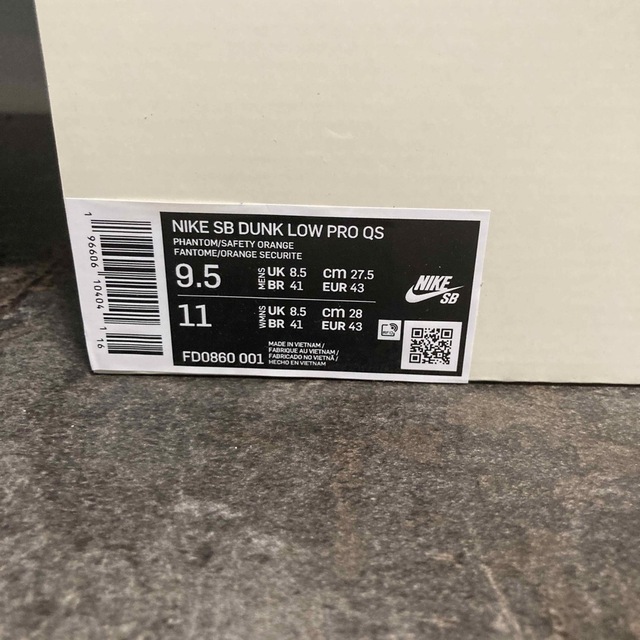 NIKE SB DUNK LOW PRO QS
PHANTOM/SAFETY ORANGE
FANTOME/ORANGE SECURITE
9.5 MENS UK 8.5 cm 27.5
BR 41 EUR 43
11 WMNS UK 8.5 cm 28
BR 41 EUR 43
FD0860 001
MADE IN VIETNAM /
FABRIQUE AU VIETNAM /
FABRICADO NO VIETNÃ /
HECHO EN VIETNAM
NIKE
SB
1 96606 10404 1 16